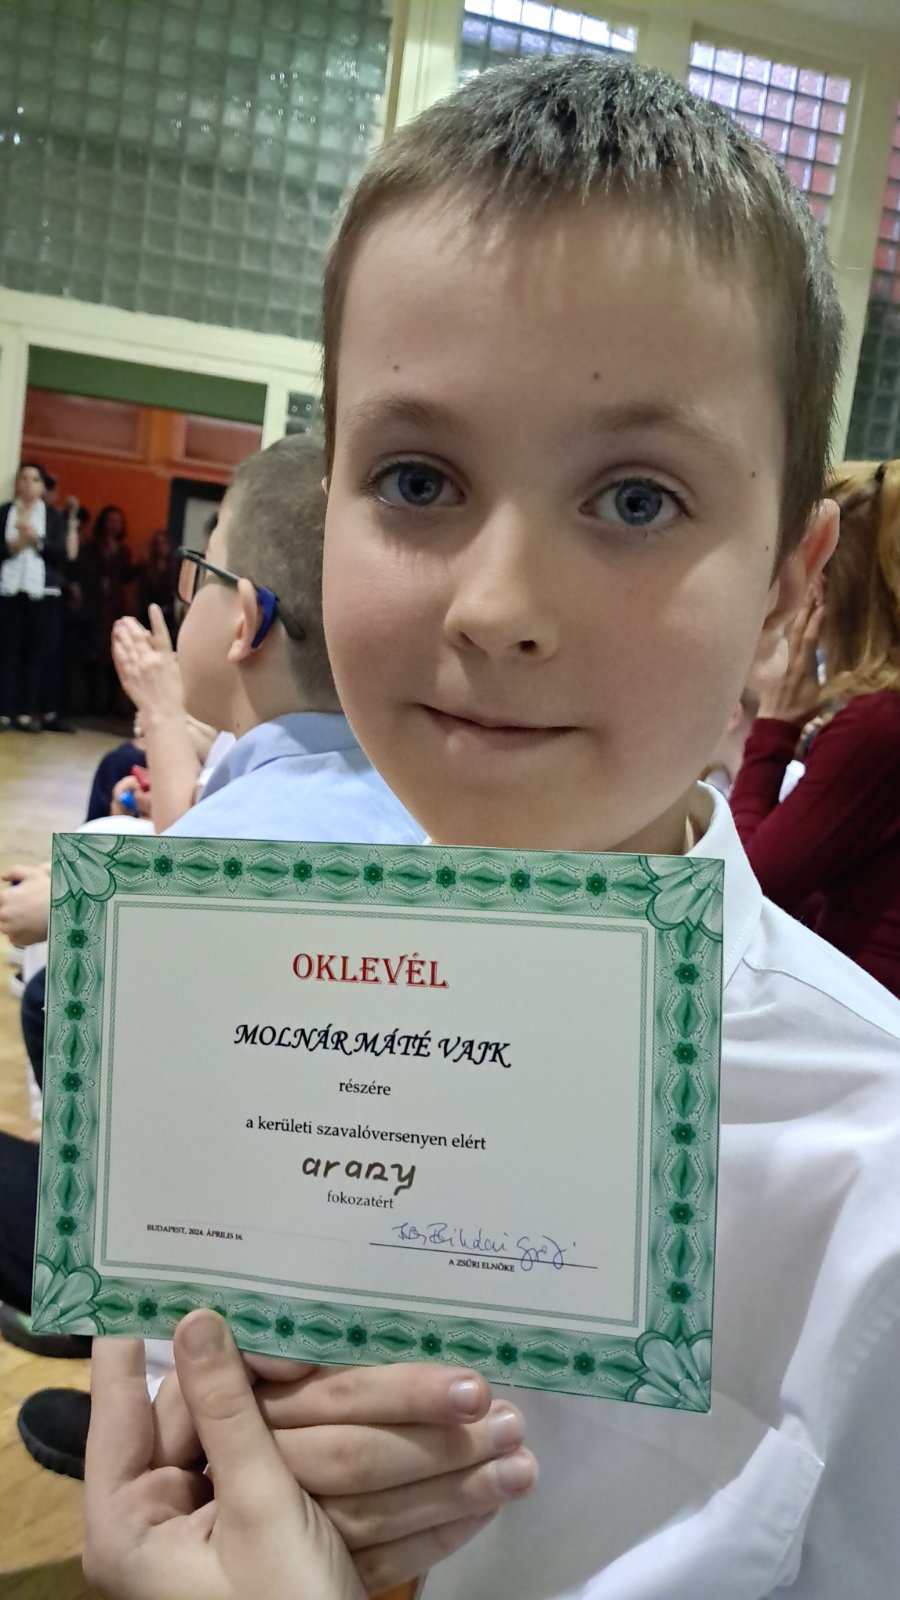 OKLEVÉL
MOLNÁR MÁTÉ VAJK
részére
a kerületi szavalóversenyen elért
arany
fokozatért
BUDAPEST, 2024. ÁPRILIS 16.
A ZSŰRI ELNÖKE